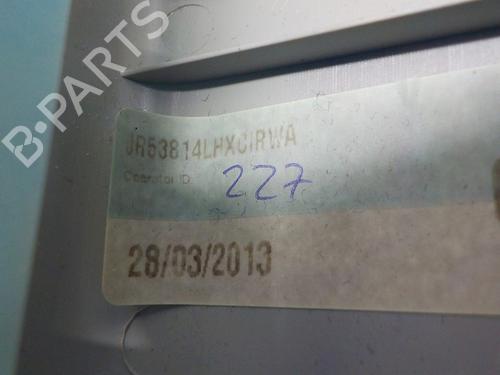 B-PARTS
JR53814LHXCIRWA
Operator ID
227
28/03/2013